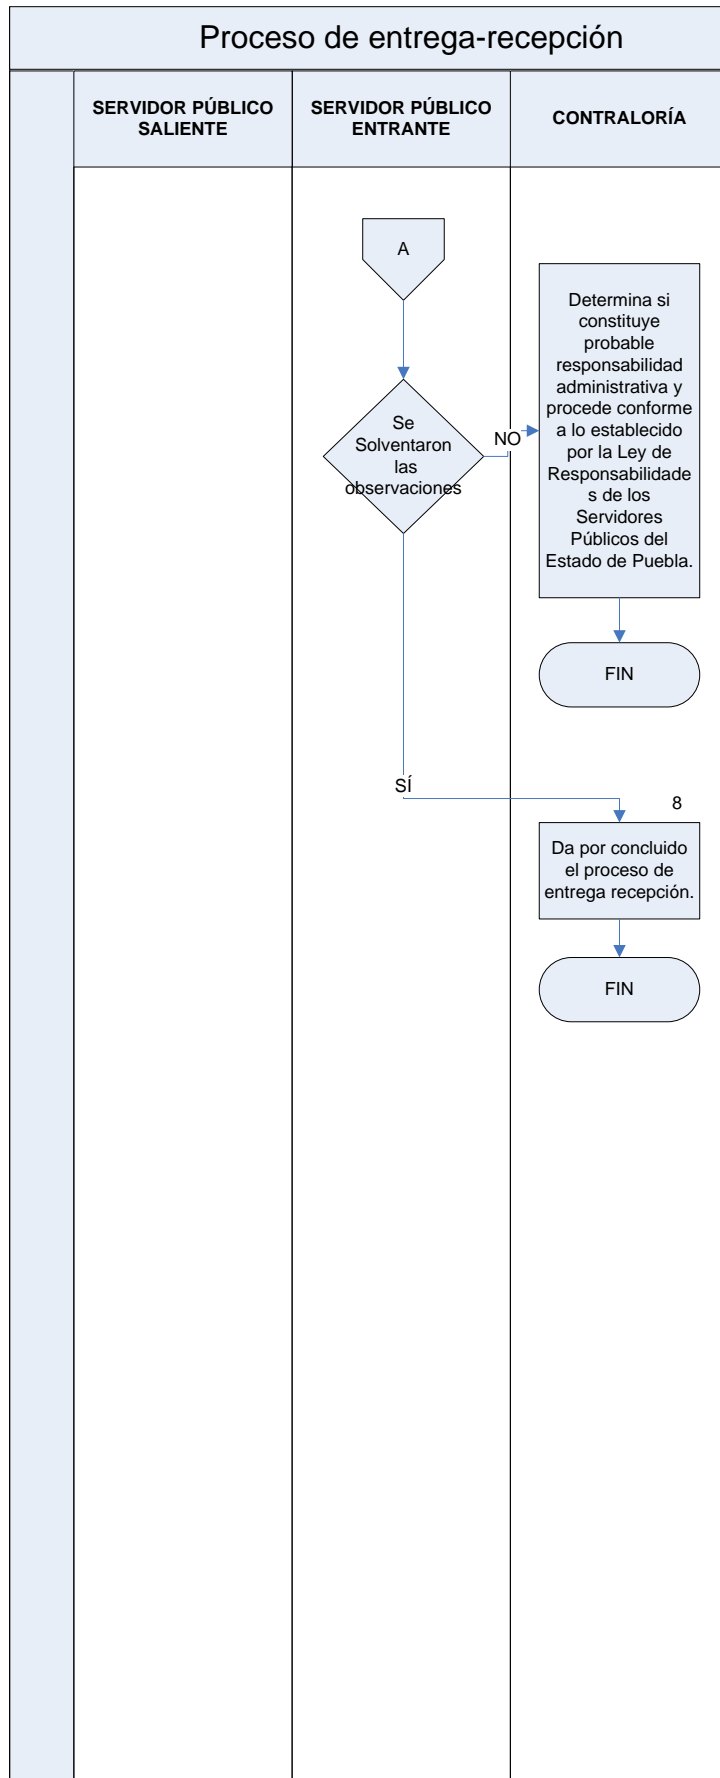 Proceso de entrega-recepción
SERVIDOR PÚBLICO
SALIENTE
SERVIDOR PÚBLICO
ENTRANTE
CONTRALORÍA
A
Se
Solventaron
las
observaciones
NO
Determina si
constituye
probable
responsabilidad
administrativa y
procede conforme
a lo establecido
por la Ley de
Responsabilidade
s de los
Servidores
Públicos del
Estado de Puebla.
FIN
SÍ
8
Da por concluido
el proceso de
entrega recepción.
FIN